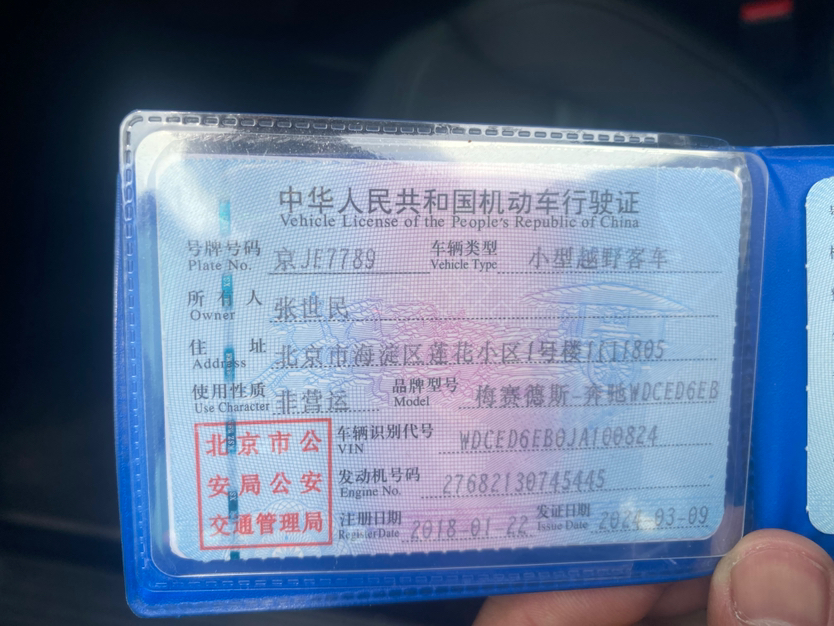 中华人民共和国机动车行驶证
Vehicle License of the People's Republic of China
号牌号码 京JE7789 车辆类型 小型越野客车
Plate No. Vehicle Type
所有人 张世民
Owner
住址 北京市海淀区莲花小区1号楼1111805
Address
使用性质 非营运 品牌型号 梅赛德斯-奔驰WDCED6EB
Use Character Model
北京市公
安局公安
交通管理局
车辆识别代号 WDCED6EB0JA100824
VIN
发动机号码 27682130745445
Engine No.
注册日期 2018-01-22 发证日期 2024-03-09
Register Date Issue Date